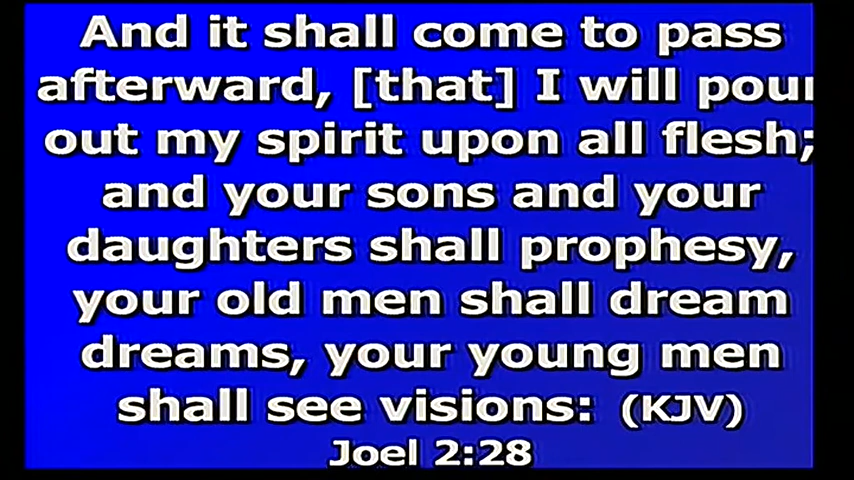 And it shall come to pass
afterward, [that] I will pour
out my spirit upon all flesh;
and your sons and your
daughters shall prophesy,
your old men shall dream
dreams, your young men
shall see visions: (KJV)
Joel 2:28